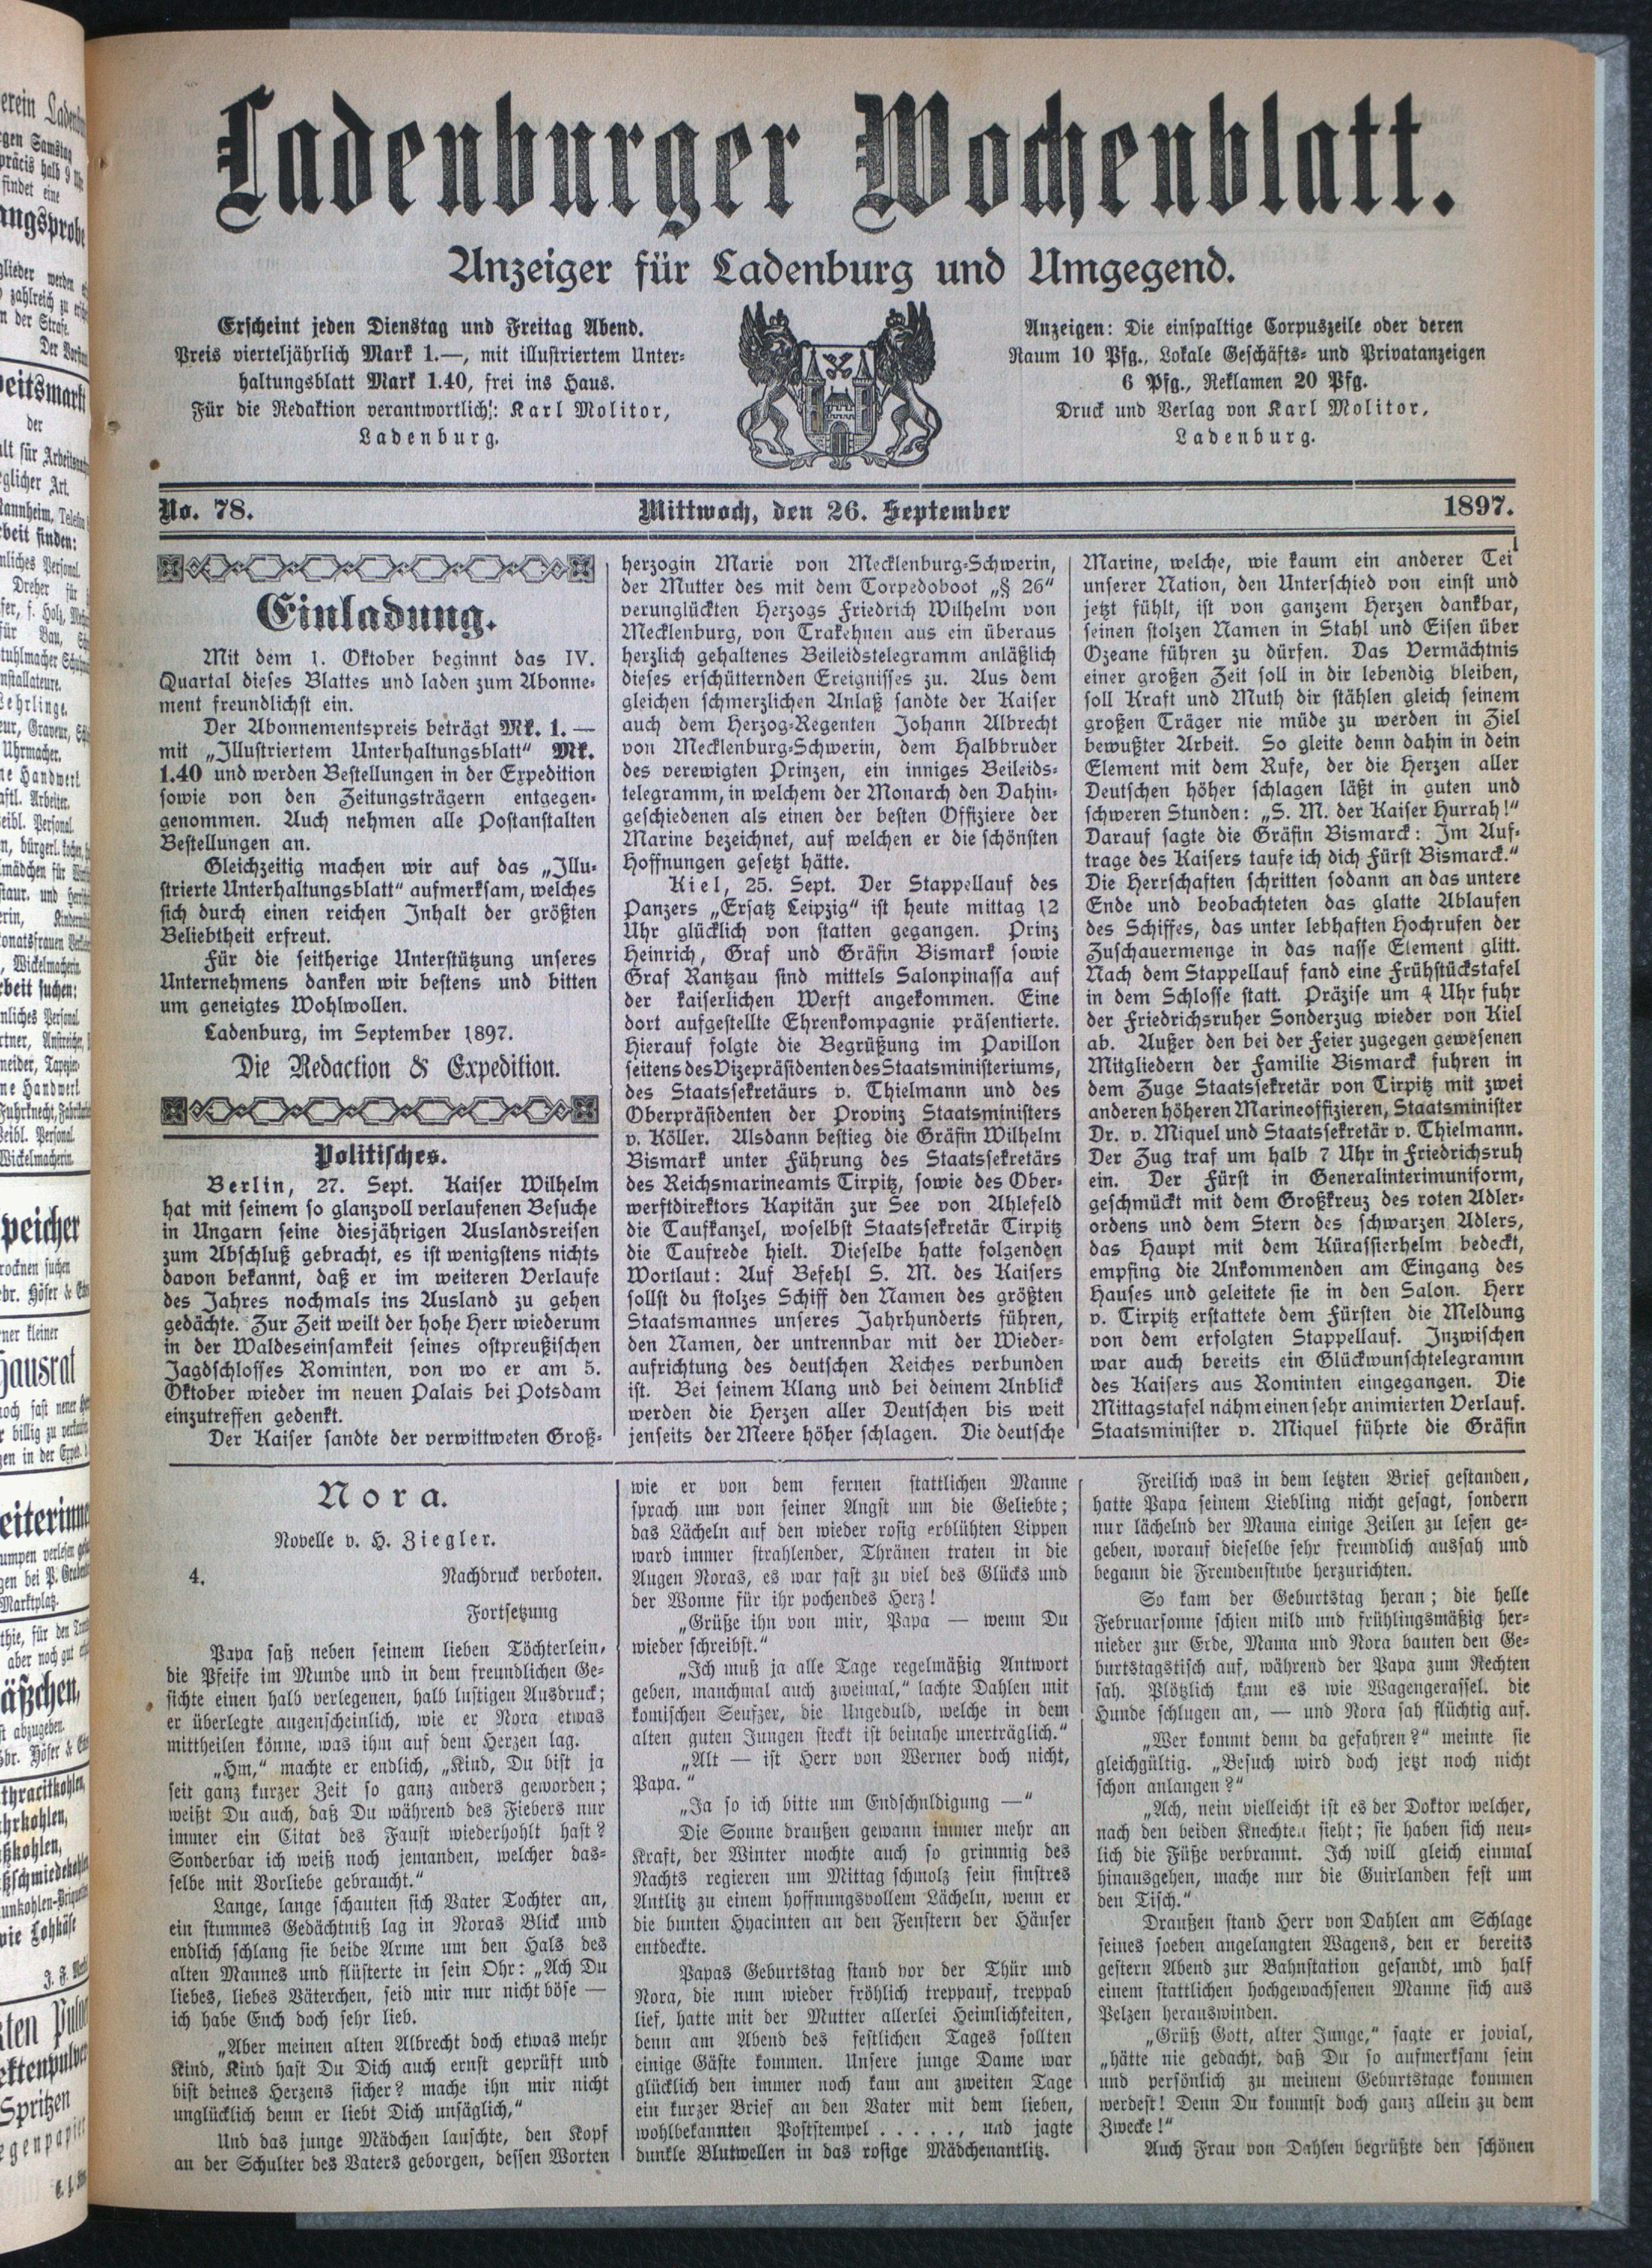 Ladenburger Wochenblatt.
Anzeiger für Ladenburg und Umgegend.
Erscheint jeden Dienstag und Freitag Abend.
Preis vierteljährlich Mark 1.—, mit illustriertem Unter-
haltungsblatt Mark 1.40, frei ins Haus.
Für die Redaktion verantwortlich: Karl Molitor,
Ladenburg.
Anzeigen: Die einspaltige Corpuszeile oder deren
Raum 10 Pfg., Lokale Geschäfts- und Privatanzeigen
6 Pfg., Reklamen 20 Pfg.
Druck und Verlag von Karl Molitor,
Ladenburg.
No. 78. Mittwoch, den 26. September 1897.
Einladung.
Mit dem 1. Oktober beginnt das IV.
Quartal dieses Blattes und laden zum Abonne-
ment freundlichst ein.
Der Abonnementspreis beträgt Mk. 1. —
mit „Illustriertem Unterhaltungsblatt“ Mk.
1.40 und werden Bestellungen in der Expedition
sowie von den Zeitungsträgern entgegen-
genommen. Auch nehmen alle Postanstalten
Bestellungen an.
Gleichzeitig machen wir auf das „Illu-
strierte Unterhaltungsblatt“ aufmerksam, welches
sich durch einen reichen Inhalt der größten
Beliebtheit erfreut.
Für die seitherige Unterstützung unseres
Unternehmens danken wir bestens und bitten
um geneigtes Wohlwollen.
Ladenburg, im September 1897.
Die Redaction & Expedition.
Politisches.
Berlin, 27. Sept. Kaiser Wilhelm
hat mit seinem so glanzvoll verlaufenen Besuche
in Ungarn seine diesjährigen Auslandsreisen
zum Abschluß gebracht, es ist wenigstens nichts
davon bekannt, daß er im weiteren Verlaufe
des Jahres nochmals ins Ausland zu gehen
gedächte. Zur Zeit weilt der hohe Herr wiederum
in der Waldeseinsamkeit seines ostpreußischen
Jagdschlosses Rominten, von wo er am 5.
Oktober wieder im neuen Palais bei Potsdam
einzutreffen gedenkt.
Der Kaiser sandte der verwittweten Groß-
herzogin Marie von Mecklenburg-Schwerin,
der Mutter des mit dem Torpedoboot „§ 26“
verunglückten Herzogs Friedrich Wilhelm von
Mecklenburg, von Trakehnen aus ein überaus
herzlich gehaltenes Beileidstelegramm anläßlich
dieses erschütternden Ereignisses zu. Aus dem
gleichen schmerzlichen Anlaß sandte der Kaiser
auch dem Herzog-Regenten Johann Albrecht
von Mecklenburg-Schwerin, dem Halbbruder
des verewigten Prinzen, ein inniges Beileids-
telegramm, in welchem der Monarch den Dahin-
geschiedenen als einen der besten Offiziere der
Marine bezeichnet, auf welchen er die schönsten
Hoffnungen gesetzt hätte.
Kiel, 25. Sept. Der Stappellauf des
Panzers „Ersatz Leipzig“ ist heute mittag 12
Uhr glücklich von statten gegangen. Prinz
Heinrich, Graf und Gräfin Bismark sowie
Graf Rantzau sind mittels Salonpinassa auf
der kaiserlichen Werft angekommen. Eine
dort aufgestellte Ehrenkompagnie präsentierte.
Hierauf folgte die Begrüßung im Pavillon
seitens des Vizepräsidenten des Staatsministeriums,
des Staatssekretäurs v. Thielmann und des
Oberpräsidenten der Provinz Staatsministers
v. Köller. Alsdann bestieg die Gräfin Wilhelm
Bismark unter Führung des Staatssekretärs
des Reichsmarineamts Tirpitz, sowie des Ober-
werftdirektors Kapitän zur See von Ahlefeld
die Taufkanzel, woselbst Staatssekretär Tirpitz
die Taufrede hielt. Dieselbe hatte folgenden
Wortlaut: Auf Befehl S. M. des Kaisers
sollst du stolzes Schiff den Namen des größten
Staatsmannes unseres Jahrhunderts führen,
den Namen, der untrennbar mit der Wieder-
aufrichtung des deutschen Reiches verbunden
ist. Bei seinem Klang und bei deinem Anblick
werden die Herzen aller Deutschen bis weit
jenseits der Meere höher schlagen. Die deutsche
Marine, welche, wie kaum ein anderer Teil
unserer Nation, den Unterschied von einst und
jetzt fühlt, ist von ganzem Herzen dankbar,
seinen stolzen Namen in Stahl und Eisen über
Ozeane führen zu dürfen. Das Vermächtnis
einer großen Zeit soll in dir lebendig bleiben,
soll Kraft und Muth dir stählen gleich seinem
großen Träger nie müde zu werden in Ziel
bewußter Arbeit. So gleite denn dahin in dein
Element mit dem Rufe, der die Herzen aller
Deutschen höher schlagen läßt in guten und
schweren Stunden: „S. M. der Kaiser Hurrah!“
Darauf sagte die Gräfin Bismarck: Im Auf-
trage des Kaisers taufe ich dich Fürst Bismarck.“
Die Herrschaften schritten sodann an das untere
Ende und beobachteten das glatte Ablaufen
des Schiffes, das unter lebhaften Hochrufen der
Zuschauermenge in das nasse Element glitt.
Nach dem Stappellauf fand eine Frühstückstafel
in dem Schlosse statt. Präzise um 4 Uhr fuhr
der Friedrichsruher Sonderzug wieder von Kiel
ab. Außer den bei der Feier zugegen gewesenen
Mitgliedern der Familie Bismarck fuhren in
dem Zuge Staatssekretär von Tirpitz mit zwei
anderen höheren Marineoffizieren, Staatsminister
Dr. v. Miquel und Staatssekretär v. Thielmann.
Der Zug traf um halb 7 Uhr in Friedrichsruh
ein. Der Fürst in Generalinterimuniform,
geschmückt mit dem Großkreuz des roten Adler-
ordens und dem Stern des schwarzen Adlers,
das Haupt mit dem Kürassierhelm bedeckt,
empfing die Ankommenden am Eingang des
Hauses und geleitete sie in den Salon. Herr
v. Tirpitz erstattete dem Fürsten die Meldung
von dem erfolgten Stappellauf. Inzwischen
war auch bereits ein Glückwunschtelegramm
des Kaisers aus Rominten eingegangen. Die
Mittagstafel nahm einen sehr animierten Verlauf.
Staatsminister v. Miquel führte die Gräfin
Nora.
Novelle v. H. Ziegler.
4. Nachdruck verboten.
Fortsetzung
Papa saß neben seinem lieben Töchterlein,
die Pfeife im Munde und in dem freundlichen Ge-
sichte einen halb verlegenen, halb lustigen Ausdruck;
er überlegte augenscheinlich, wie er Nora etwas
mittheilen könne, was ihm auf dem Herzen lag.
„Hm,“ machte er endlich, „Kind, Du bist ja
seit ganz kurzer Zeit so ganz anders geworden;
weißt Du auch, daß Du während des Fiebers nur
immer ein Citat des Faust wiederhohlt hast?
Sonderbar ich weiß noch jemanden, welcher das-
selbe mit Vorliebe gebraucht.“
Lange, lange schauten sich Vater Tochter an,
ein stummes Gedächtniß lag in Noras Blick und
endlich schlang sie beide Arme um den Hals des
alten Mannes und flüsterte in sein Ohr: „Ach Du
liebes, liebes Väterchen, seid mir nur nicht böse —
ich habe Euch doch sehr lieb.
„Aber meinen alten Albrecht doch etwas mehr
Kind, Kind hast Du Dich auch ernst geprüft und
bist deines Herzens sicher? mache ihn mir nicht
unglücklich denn er liebt Dich unsäglich,“
Und das junge Mädchen lauschte, den Kopf
an der Schulter des Vaters geborgen, dessen Worten
wie er von dem fernen stattlichen Manne
sprach um von seiner Angst um die Geliebte;
das Lächeln auf den wieder rosig erblühten Lippen
ward immer strahlender, Thränen traten in die
Augen Noras, es war fast zu viel des Glücks und
der Wonne für ihr pochendes Herz!
„Grüße ihn von mir, Papa — wenn Du
wieder schreibst.“
„Ich muß ja alle Tage regelmäßig Antwort
geben, manchmal auch zweimal,“ lachte Dahlen mit
komischen Seufzer, die Ungeduld, welche in dem
alten guten Jungen steckt ist beinahe unerträglich.“
„Alt — ist Herr von Werner doch nicht,
Papa.“
„Ja so ich bitte um Endschuldigung —“
Die Sonne draußen gewann immer mehr an
Kraft, der Winter mochte auch so grimmig des
Nachts regieren um Mittag schmolz sein finstres
Antlitz zu einem hoffnungsvollem Lächeln, wenn er
die bunten Hyacinten an den Fenstern der Häuser
entdeckte.
Papas Geburtstag stand vor der Thür und
Nora, die nun wieder fröhlich treppauf, treppab
lief, hatte mit der Mutter allerlei Heimlichkeiten,
denn am Abend des festlichen Tages sollten
einige Gäste kommen. Unsere junge Dame war
glücklich den immer noch kam am zweiten Tage
ein kurzer Brief an den Vater mit dem lieben,
wohlbekannten Poststempel . . . . ., und jagte
dunkle Blutwellen in das rosige Mädchenantlitz.
Freilich was in dem letzten Brief gestanden,
hatte Papa seinem Liebling nicht gesagt, sondern
nur lächelnd der Mama einige Zeilen zu lesen ge-
geben, worauf dieselbe sehr freundlich aussah und
begann die Fremdenstube herzurichten.
So kam der Geburtstag heran; die helle
Februarsonne schien mild und frühlingsmäßig her-
nieder zur Erde, Mama und Nora bauten den Ge-
burtstagstisch auf, während der Papa zum Rechten
sah. Plötzlich kam es wie Wagengerassel. die
Hunde schlugen an, — und Nora sah flüchtig auf.
„Wer kommt denn da gefahren?“ meinte sie
gleichgültig. „Besuch wird doch jetzt noch nicht
schon anlangen?“
„Ach, nein vielleicht ist es der Doktor welcher,
nach den beiden Knechten sieht; sie haben sich neu-
lich die Füße verbrannt. Ich will gleich einmal
hinausgehen, mache nur die Guirlanden fest um
den Tisch.“
Draußen stand Herr von Dahlen am Schlage
seines soeben angelangten Wagens, den er bereits
gestern Abend zur Bahnstation gesandt, und half
einem stattlichen hochgewachsenen Manne sich aus
Pelzen herauswinden.
„Grüß Gott, alter Junge,“ sagte er jovial,
„hätte nie gedacht, daß Du so aufmerksam sein
und persönlich zu meinem Geburtstage kommen
werdest! Denn Du kommst doch ganz allein zu dem
Zwecke!“
Auch Frau von Dahlen begrüßte den schönen